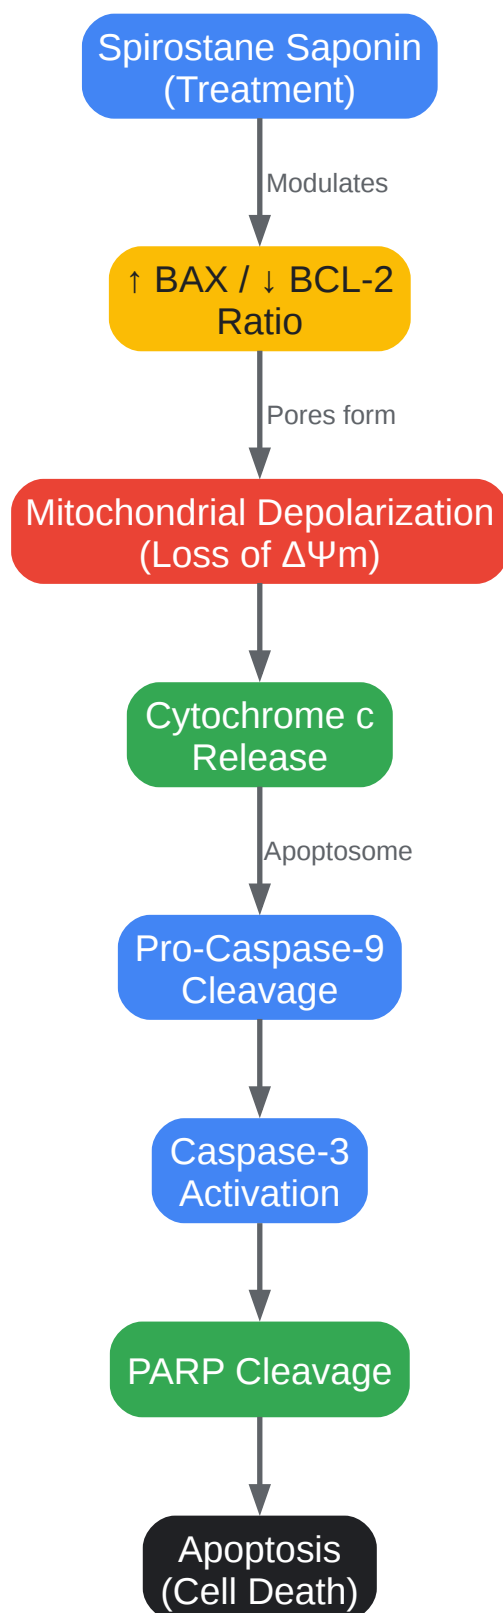 Spirostane Saponin
(Treatment)
Modulates
↑ BAX / ↓ BCL-2
Ratio
Pores form
Mitochondrial Depolarization
(Loss of ΔΨm)
Cytochrome c
Release
Apoptosome
Pro-Caspase-9
Cleavage
Caspase-3
Activation
PARP Cleavage
Apoptosis
(Cell Death)